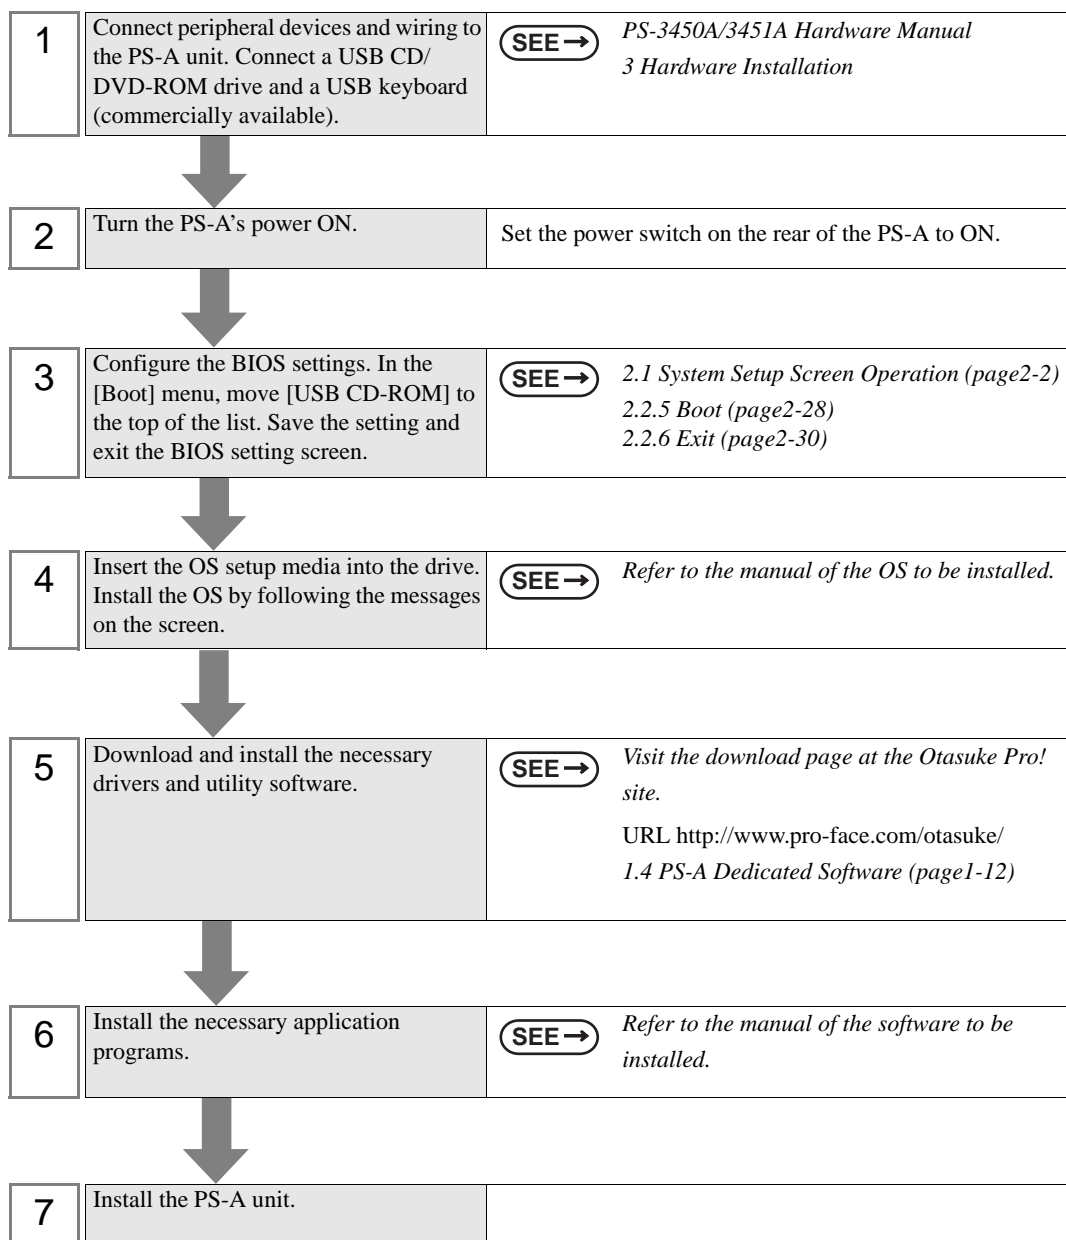 1
Connect peripheral devices and wiring to
the PS-A unit. Connect a USB CD/
DVD-ROM drive and a USB keyboard
(commercially available).
SEE→
PS-3450A/3451A Hardware Manual
3 Hardware Installation
2
Turn the PS-A’s power ON.
Set the power switch on the rear of the PS-A to ON.
3
Configure the BIOS settings. In the
[Boot] menu, move [USB CD-ROM] to
the top of the list. Save the setting and
exit the BIOS setting screen.
SEE→
2.1 System Setup Screen Operation (page2-2)
2.2.5 Boot (page2-28)
2.2.6 Exit (page2-30)
4
Insert the OS setup media into the drive.
Install the OS by following the messages
on the screen.
SEE→
Refer to the manual of the OS to be installed.
5
Download and install the necessary
drivers and utility software.
SEE→
Visit the download page at the Otasuke Pro!
site.
URL http://www.pro-face.com/otasuke/
1.4 PS-A Dedicated Software (page1-12)
6
Install the necessary application
programs.
SEE→
Refer to the manual of the software to be
installed.
7
Install the PS-A unit.